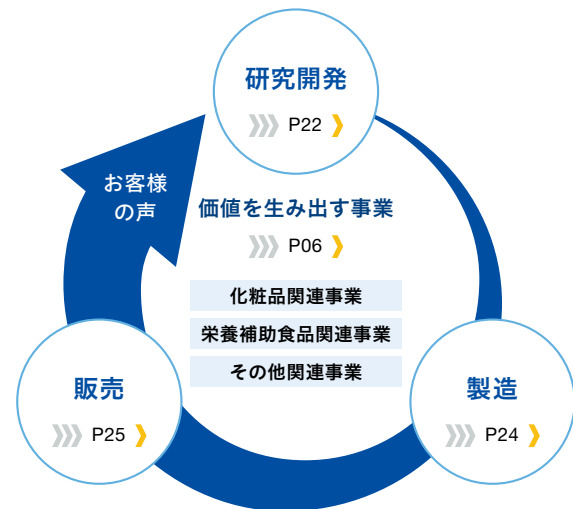 研究開発
P22
お客様
の声
価値を生み出す事業
P06
化粧品関連事業
栄養補助食品関連事業
その他関連事業
販売
P25
製造
P24